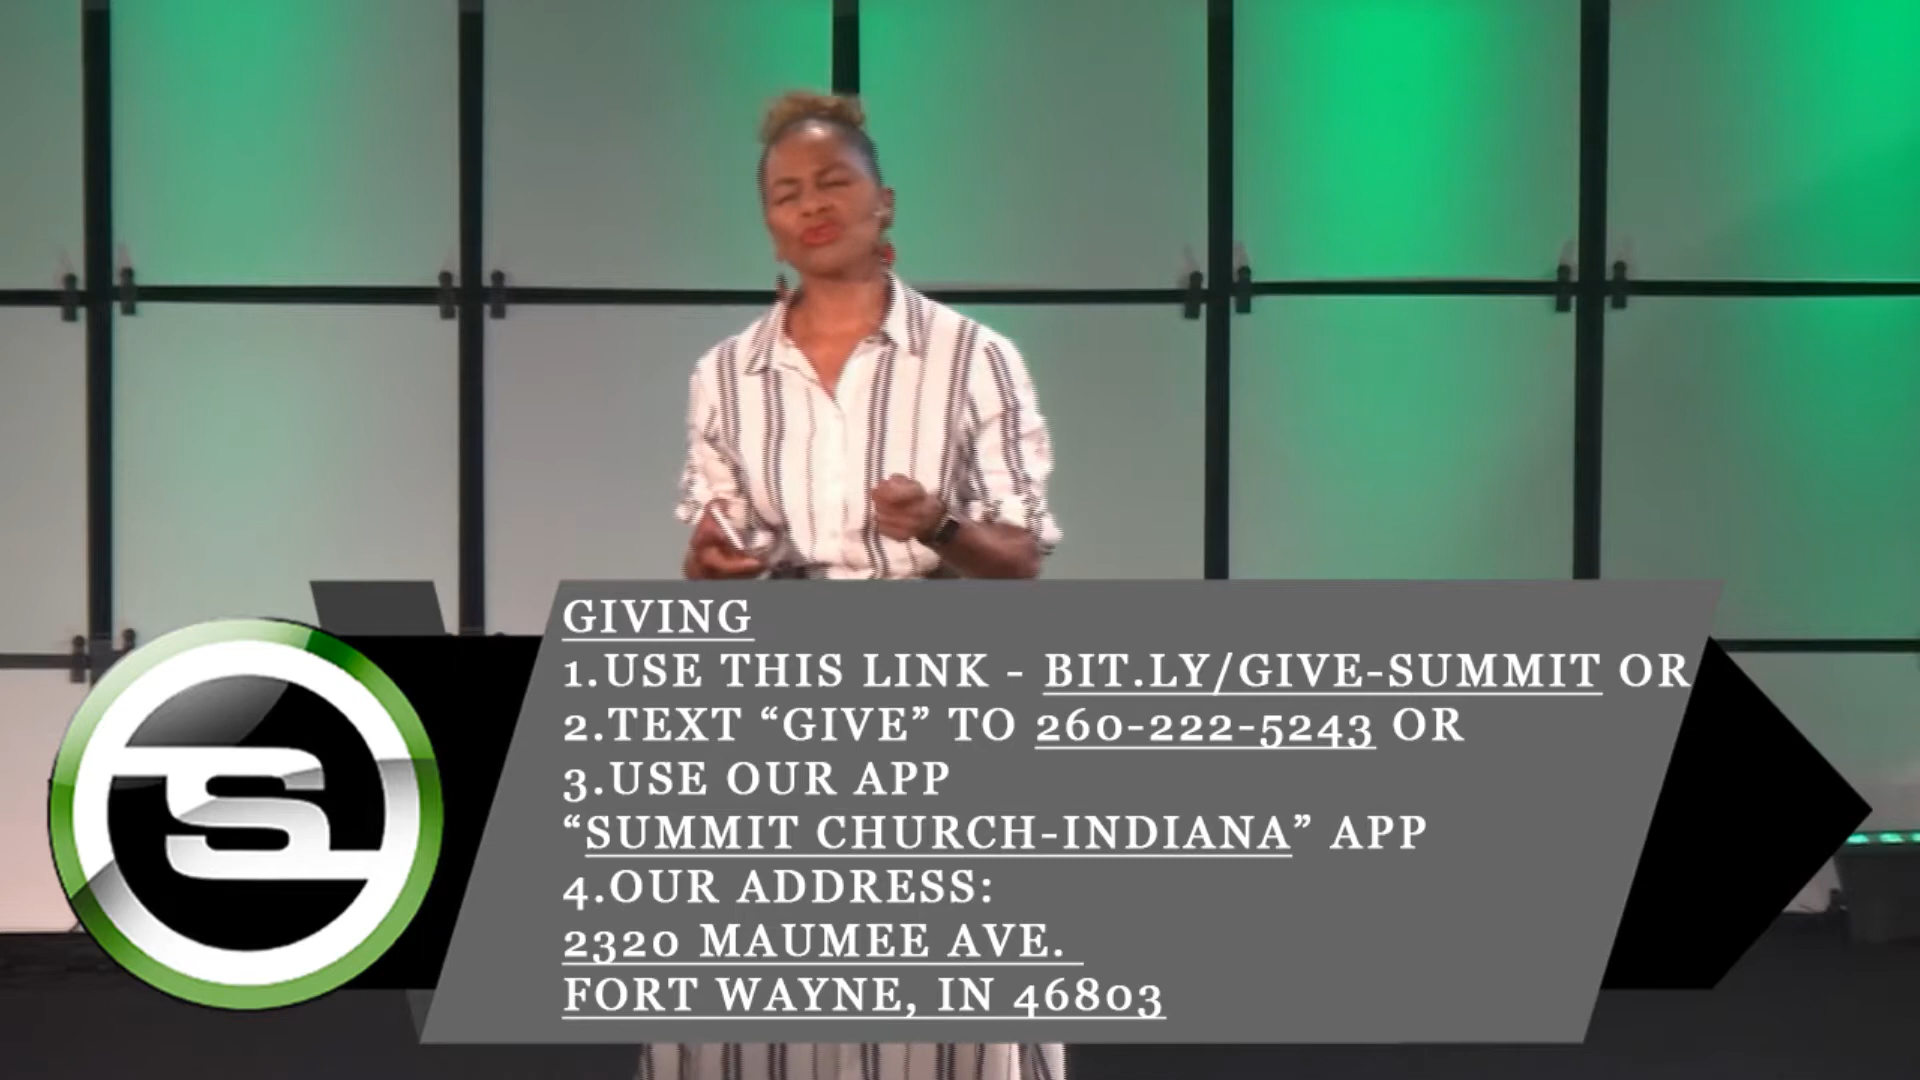 GIVING
1.USE THIS LINK - BIT.LY/GIVE-SUMMIT OR
2.TEXT “GIVE” TO 260-222-5243 OR
3.USE OUR APP
“SUMMIT CHURCH-INDIANA” APP
4.OUR ADDRESS:
2320 MAUMEE AVE.
FORT WAYNE, IN 46803
S